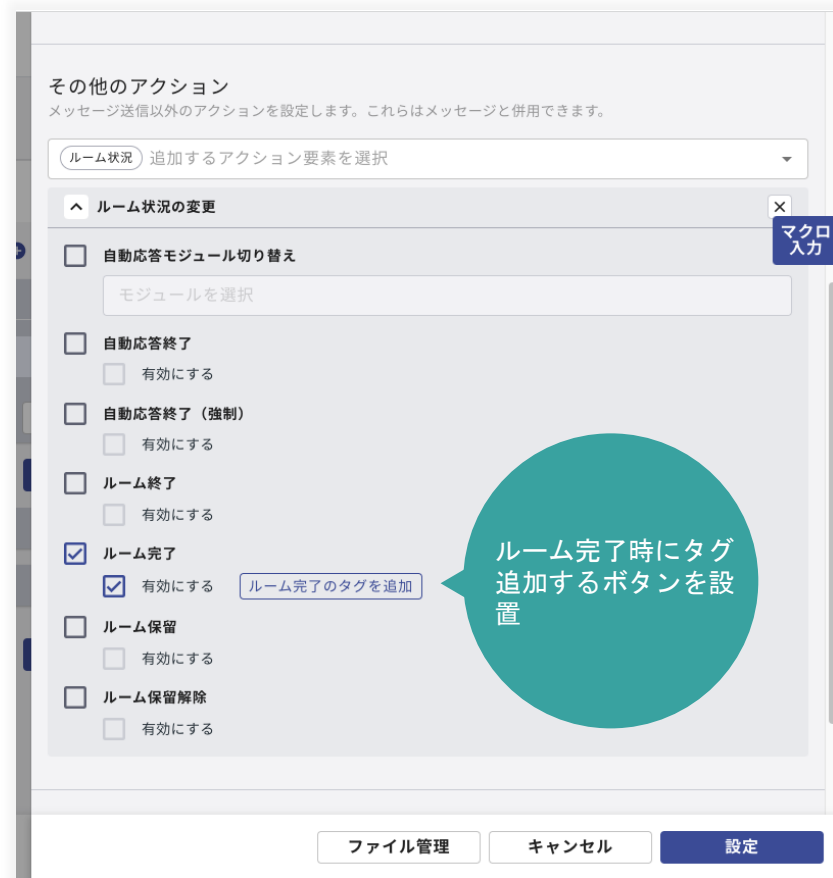 その他のアクション
メッセージ送信以外のアクションを設定します。これらはメッセージと併用できます。
ルーム状況 追加するアクション要素を選択
ルーム状況の変更
マクロ
入力
自動応答モジュール切り替え
モジュールを選択
自動応答終了
有効にする
自動応答終了（強制）
有効にする
ルーム終了
有効にする
ルーム完了
有効にする ルーム完了のタグを追加
ルーム完了時にタグ
追加するボタンを設
置
ルーム保留
有効にする
ルーム保留解除
有効にする
ファイル管理 キャンセル 設定